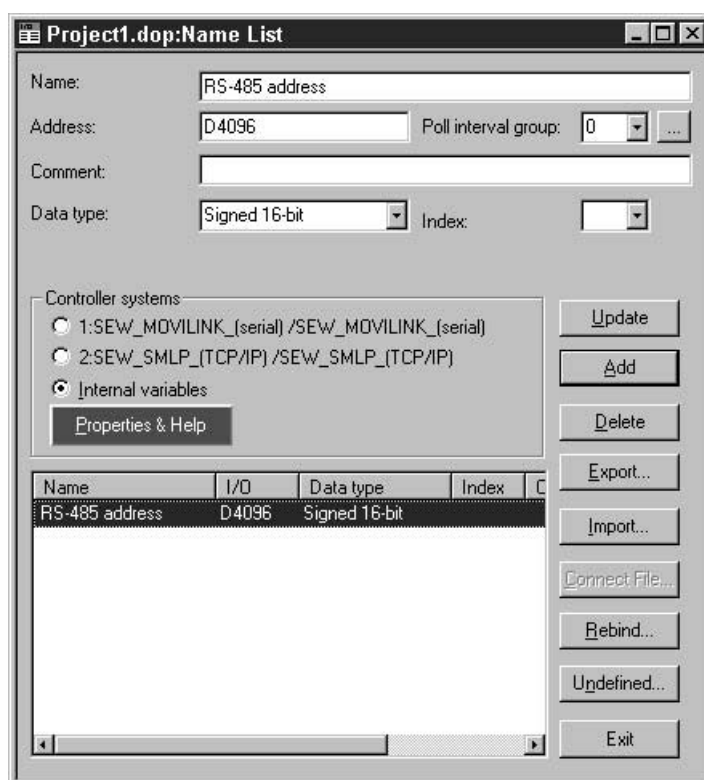 Project1.dop:Name List
Name: RS-485 address
Address: D4096 Poll interval group: 0 ...
Comment:
Data type: Signed 16-bit Index:
Controller systems
1:SEW_MOVILINK_(serial) /SEW_MOVILINK_(serial)
2:SEW_SMLP_(TCP/IP) /SEW_SMLP_(TCP/IP)
Internal variables
Properties & Help
Update
Add
Delete
Export...
Import...
Connect File...
Rebind...
Undefined...
Exit
Name I/O Data type Index C
RS-485 address D4096 Signed 16-bit